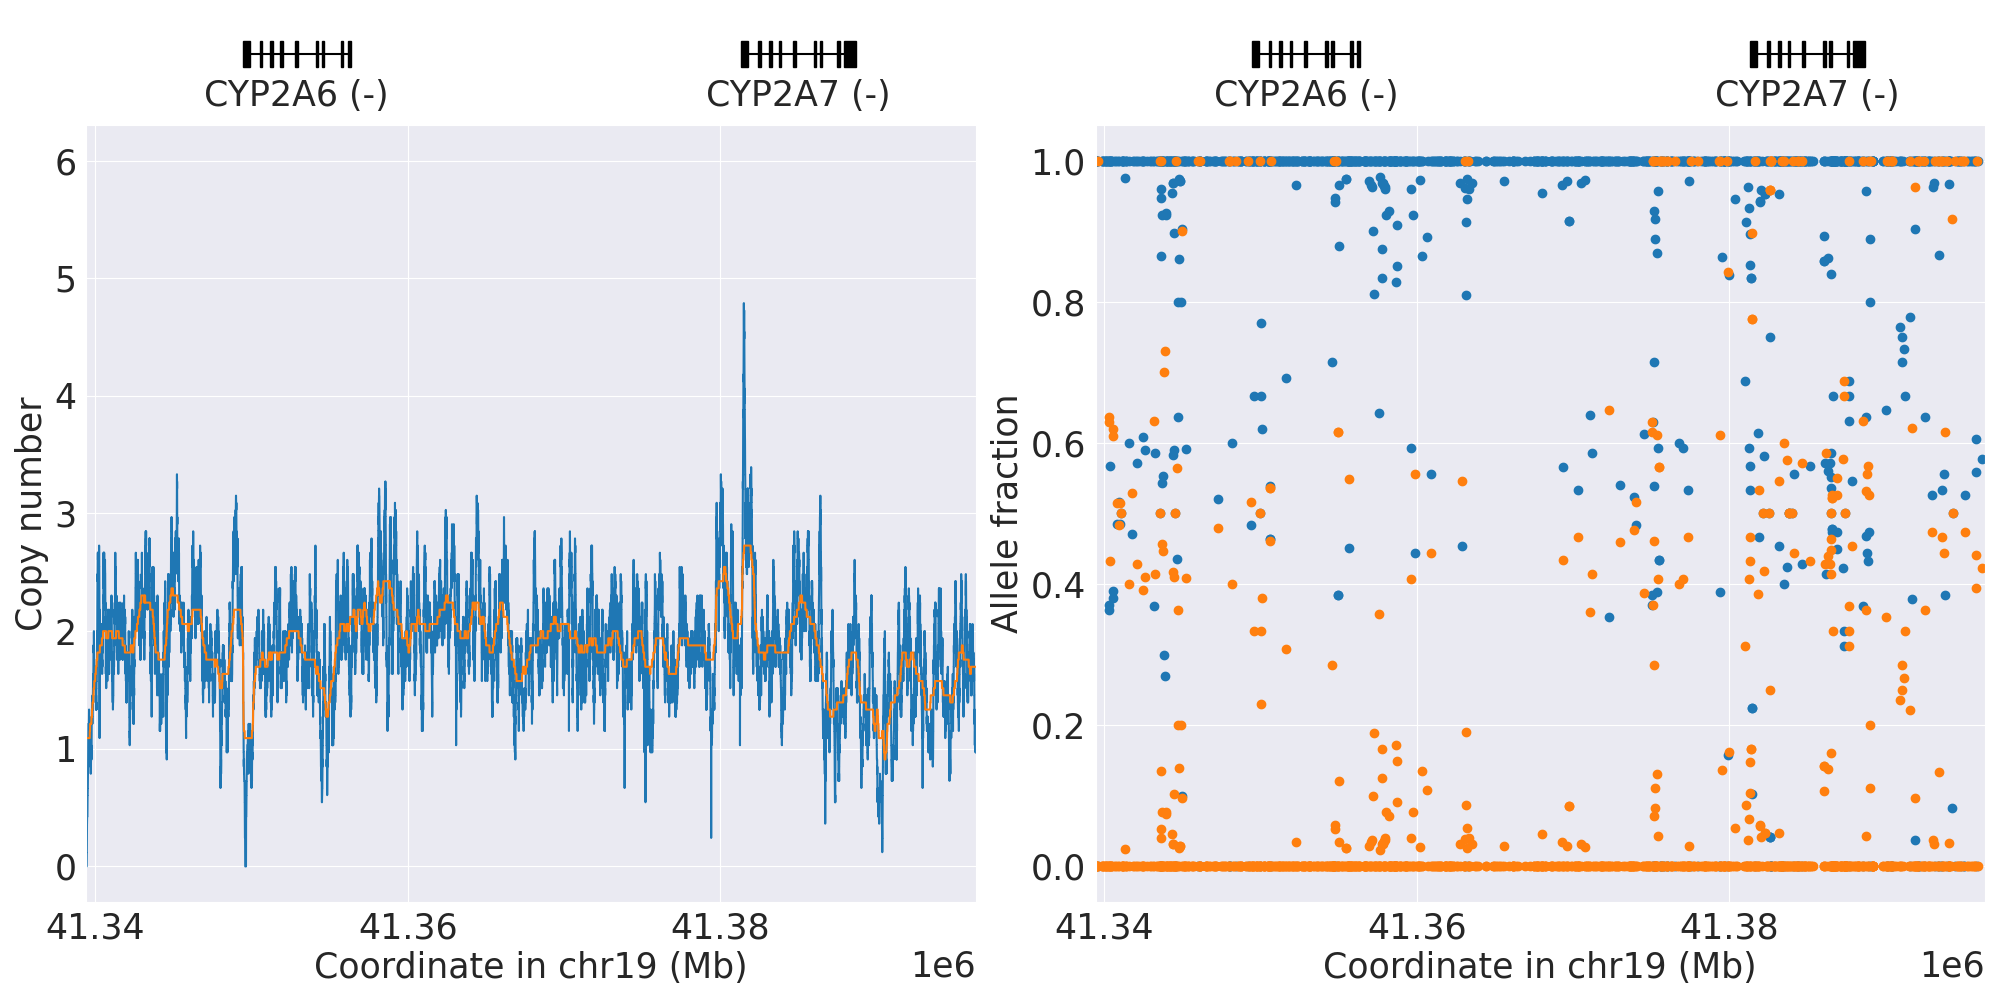 CYP2A6 (-)
CYP2A7 (-)
6
5
4
3
2
1
0
Copy number
41.34
41.36
41.38
Coordinate in chr19 (Mb)
1e6
CYP2A6 (-)
CYP2A7 (-)
1.0
0.8
0.6
0.4
0.2
0.0
Allele fraction
41.34
41.36
41.38
Coordinate in chr19 (Mb)
1e6